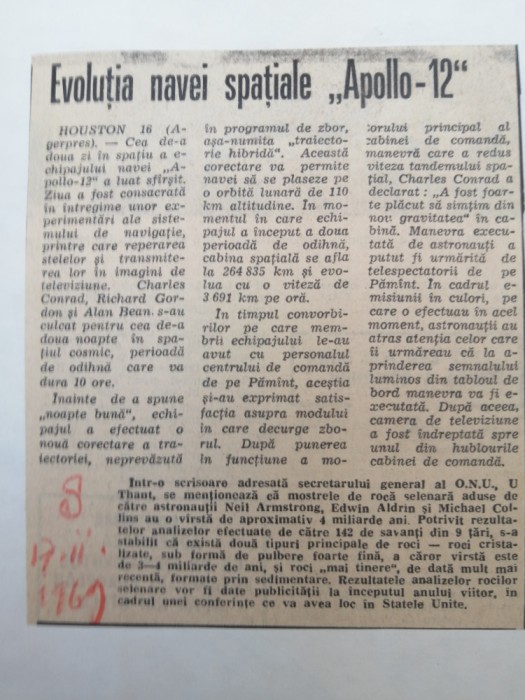 Evoluția navei spațiale „Apollo-12“
HOUSTON 16 (A-
gerpres). — Cea de-a
doua zi în spațiu a e-
chipajului navei „A-
pollo-12“ a luat sfîrșit.
Ziua a fost consacrată
în întregime unor expe-
rimentări ale siste-
mului de navigație,
printre care reperarea
stelelor și transmite-
rea lor în imagini de
televiziune. Charles
Conrad, Richard Gor-
don și Alan Bean. s-au
culcat pentru cea de-a
doua noapte în spa-
țiul cosmic, perioadă
de odihnă care va
dura 10 ore.
Inainte de a spune
„noapte bună“, echi-
pajul a efectuat o
nouă corectare a tra-
iectoriei, neprevăzută
în programul de zbor,
așa-numita „traiecto-
rie hibridă“. Această
corectare va permite
navei să se plaseze pe
o orbită lunară de 110
km altitudine. În mo-
mentul în care echi-
pajul a început a doua
perioadă de odihnă,
cabina spațială se afla
la 264 835 km și evo-
lua cu o viteză de
3 691 km pe oră.
In timpul convorbi-
rilor pe care mem-
brii echipajului le-au
avut cu personalul
centrului de comandă
de pe Pămînt, aceștia
și-au exprimat satis-
facția asupra modului
în care decurge zbo-
rul. După punerea
în funcțiune a mo-
torului principal al
cabinei de comandă,
manevră care a redus
viteza tandemului spa-
țial, Charles Conrad a
declarat : „A fost foar-
te plăcut să simțim din
nou gravitatea“ în ca-
bină. Manevra execu-
tată de astronauți a
putut fi urmărită de
telespectatorii de pe
Pămînt. În cadrul e-
misiunii în culori, pe
care o efectuau în acel
moment, astronauții au
atras atenția celor care
îi urmăreau că la a-
prinderea semnalului
luminos din tabloul de
bord manevra va fi e-
xecutată. După aceea,
camera de televiziune
a fost îndreptată spre
unul din hublourile
cabinei de comandă.
Într-o scrisoare adresată secretarului general al O.N.U., U
Thant, se menționează că mostrele de rocă selenară aduse de
către astronauții Neil Armstrong, Edwin Aldrin și Michael Col-
lins au o vîrstă de aproximativ 4 miliarde ani. Potrivit rezulta-
telor analizelor efectuate de către 142 de savanți din 9 țări, s-a
stabilit că există două tipuri principale de roci — roci crista-
lizate, sub formă de pulbere foarte fină, a căror vîrstă este
de 3—4 miliarde de ani, și roci „mai tinere“, de dată mult mai
recentă, formate prin sedimentare. Rezultatele analizelor rocilor
selenare vor fi date publicității la începutul anului viitor, în
cadrul unei conferințe ce va avea loc în Statele Unite.
S
17.11.
1969